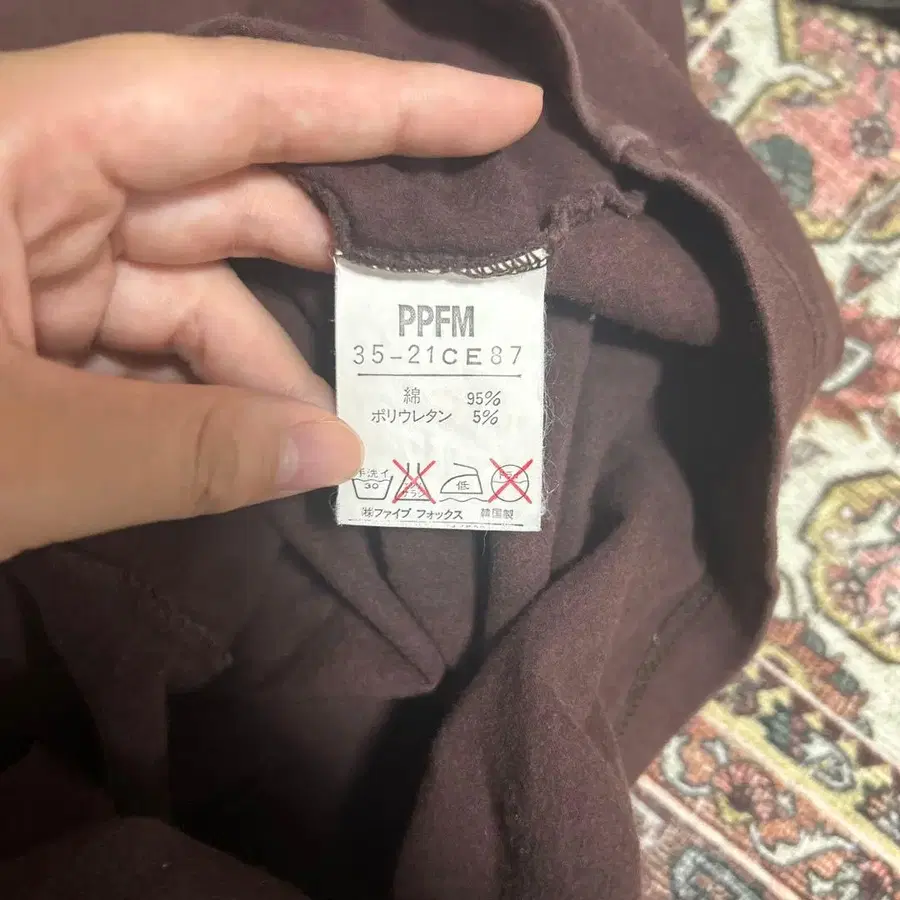 PPFM
35-21CE87
綿 95%
ポリウレタン 5%
手洗イ
30
低
㈱ファイブ フォックス 韓国製